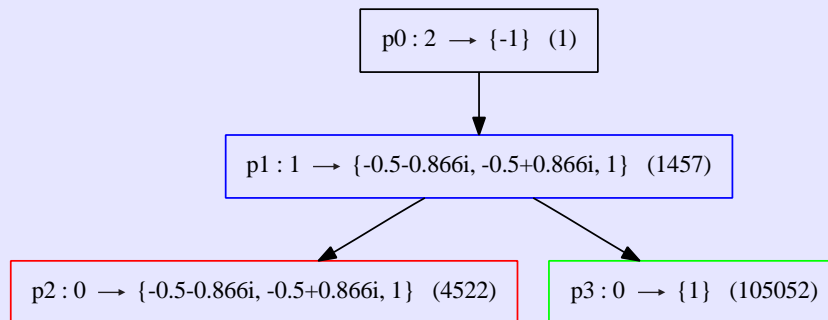 p0 : 2 → {-1} (1)
p1 : 1 → {-0.5-0.866i, -0.5+0.866i, 1} (1457)
p2 : 0 → {-0.5-0.866i, -0.5+0.866i, 1} (4522)
p3 : 0 → {1} (105052)